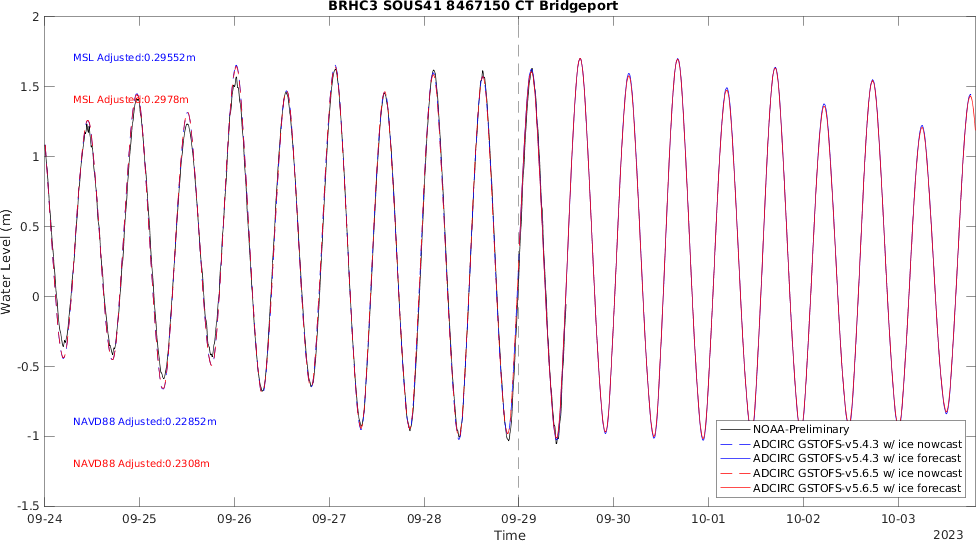 BRHC3 SOUS41 8467150 CT Bridgeport
2
1.5
1
0.5
0
-0.5
-1
-1.5
Water Level (m)
MSL Adjusted:0.29552m
MSL Adjusted:0.2978m
NAVD88 Adjusted:0.22852m
NAVD88 Adjusted:0.2308m
NOAA-Preliminary
ADCIRC GSTOFS-v5.4.3 w/ ice nowcast
ADCIRC GSTOFS-v5.4.3 w/ ice forecast
ADCIRC GSTOFS-v5.6.5 w/ ice nowcast
ADCIRC GSTOFS-v5.6.5 w/ ice forecast
09-24 09-25 09-26 09-27 09-28 09-29 09-30 10-01 10-02 10-03
Time
2023